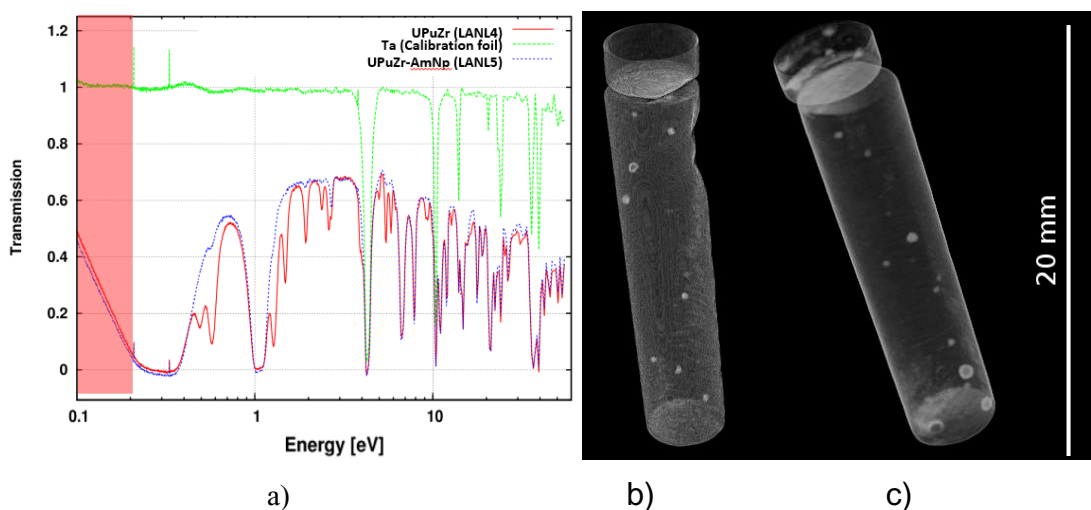 1.2
1
0.8
0.6
0.4
0.2
0
Transmission
UPuZr (LANL4)
Ta (Calibration foil)
UPuZr-AmNp (LANL5)
0.1
1
10
Energy [eV]
20 mm
a)
b)
c)